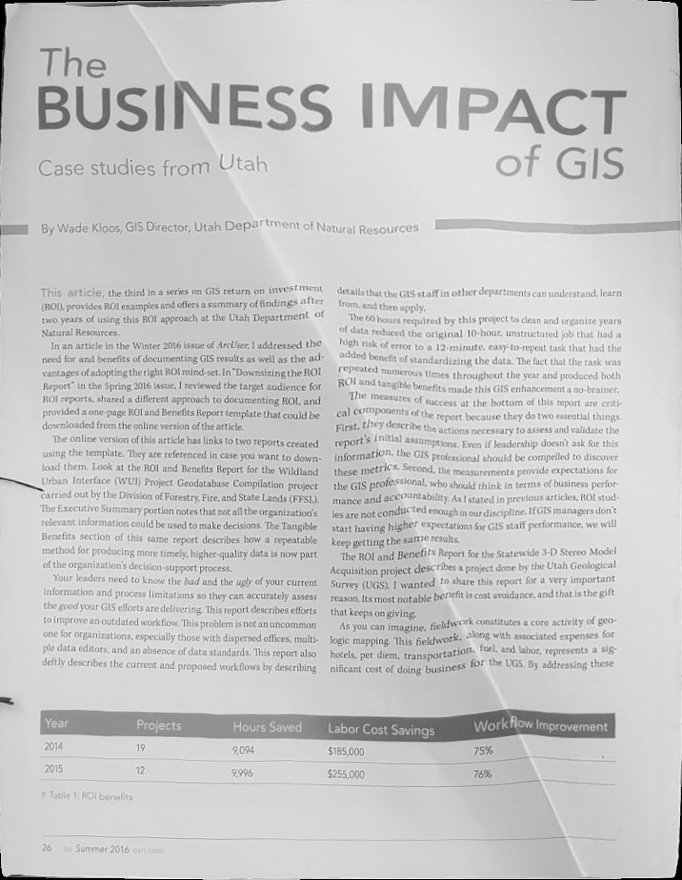 The
BUSINESS IMPACT
of GIS
Case studies from Utah
By Wade Kloos, GIS Director, Utah Department of Natural Resources
This article, the third in a series on GIS return on investment
(ROI), provides ROI examples and offers a summary of findings after
two years of using this ROI approach at the Utah Department of
Natural Resources.
In an article in the Winter 2016 issue of ArcUser, I addressed the
need for and benefits of documenting GIS results as well as the ad-
vantages of adopting the right ROI mind-set. In "Downsizing the ROI
Report" in the Spring 2016 issue, I reviewed the target audience for
ROI reports, shared a different approach to documenting ROI, and
provided a one-page ROI and Benefits Report template that could be
downloaded from the online version of the article.
The online version of this article has links to two reports created
using the template. They are referenced in case you want to down-
load them. Look at the ROI and Benefits Report for the Wildland
Urban Interface (WUI) Project Geodatabase Compilation project
carried out by the Division of Forestry, Fire, and State Lands (FFSL).
The Executive Summary portion notes that not all the organization's
relevant information could be used to make decisions. The Tangible
Benefits section of this same report describes how a repeatable
method for producing more timely, higher-quality data is now part
of the organization's decision-support process.
Your leaders need to know the bad and the ugly of your current
information and process limitations so they can accurately assess
the good your GIS efforts are delivering. This report describes efforts
to improve an outdated workflow. This problem is not an uncommon
one for organizations, especially those with dispersed offices, multi-
ple data editors, and an absence of data standards. This report also
deftly describes the current and proposed workflows by describing
details that the GIS staff in other departments can understand, learn
from, and then apply.
The 60 hours required by this project to clean and organize years
of data reduced the original 10-hour, unstructured job that had a
high risk of error to a 12-minute, easy-to-repeat task that had the
added benefit of standardizing the data. The fact that the task was
repeated numerous times throughout the year and produced both
ROI and tangible benefits made this GIS enhancement a no-brainer.
The measures of success at the bottom of this report are criti-
cal components of the report because they do two essential things.
First, they describe the actions necessary to assess and validate the
report's initial assumptions. Even if leadership doesn't ask for this
information, the GIS professional should be compelled to discover
these metrics. Second, the measurements provide expectations for
the GIS professional, who should think in terms of business perfor-
mance and accountability. As I stated in previous articles, ROI stud-
ies are not conducted enough in our discipline. If GIS managers don't
start having higher expectations for GIS staff performance, we will
keep getting the same results.
The ROI and Benefits Report for the Statewide 3-D Stereo Model
Acquisition project describes a project done by the Utah Geological
Survey (UGS). I wanted to share this report for a very important
reason. Its most notable benefit is cost avoidance, and that is the gift
that keeps on giving.
As you can imagine, fieldwork constitutes a core activity of geo-
logic mapping. This fieldwork, along with associated expenses for
hotels, per diem, transportation, fuel, and labor, represents a sig-
nificant cost of doing business for the UGS. By addressing these
Year Projects Hours Saved Labor Cost Savings Workflow Improvement
2014 19 9,094 $185,000 75%
2015 12 9,996 $255,000 76%
↑ Table 1: ROI benefits
26 au Summer 2016 esri.com